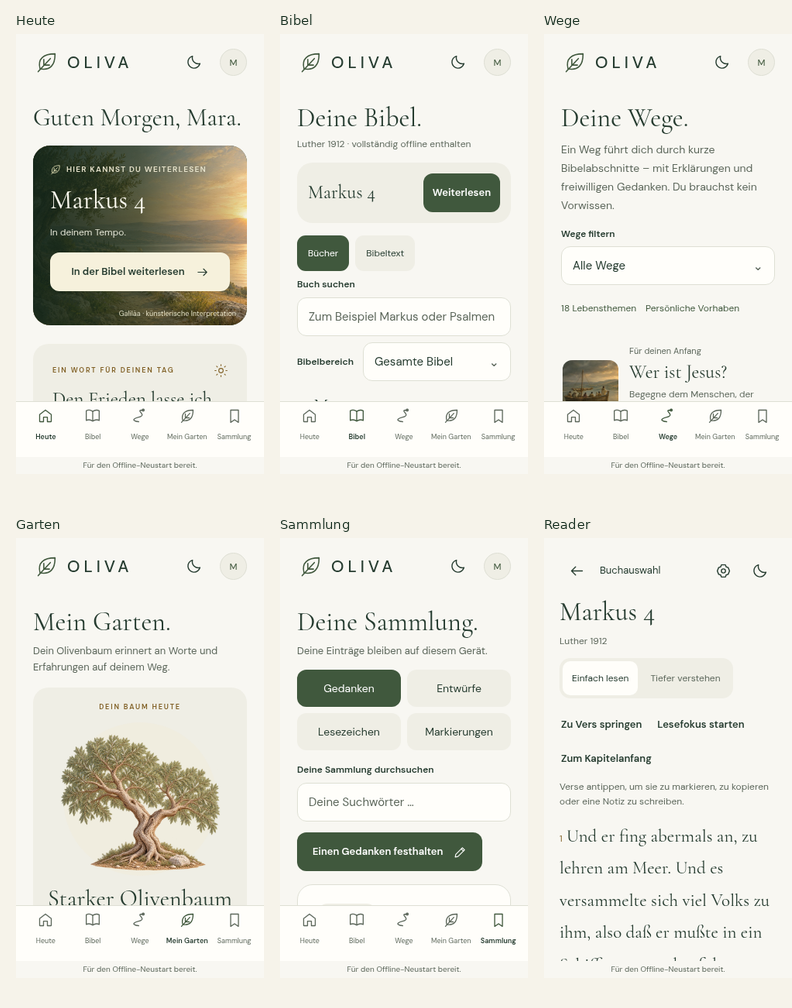 Heute
OLIVA
M
Guten Morgen, Mara.
HIER KANNST DU WEITERLESEN
Markus 4
In deinem Tempo.
In der Bibel weiterlesen →
Galiläa · künstlerische Interpretation
EIN WORT FÜR DEINEN TAG
Den Frieden lasse ich
Heute Bibel Wege Mein Garten Sammlung
Für den Offline-Neustart bereit.
Bibel
OLIVA
M
Deine Bibel.
Luther 1912 · vollständig offline enthalten
Markus 4
Weiterlesen
Bücher Bibeltext
Buch suchen
Zum Beispiel Markus oder Psalmen
Bibelbereich Gesamte Bibel
Heute Bibel Wege Mein Garten Sammlung
Für den Offline-Neustart bereit.
Wege
OLIVA
M
Deine Wege.
Ein Weg führt dich durch kurze
Bibelabschnitte – mit Erklärungen und
freiwilligen Gedanken. Du brauchst kein
Vorwissen.
Wege filtern
Alle Wege
18 Lebensthemen Persönliche Vorhaben
Für deinen Anfang
Wer ist Jesus?
Begegne dem Menschen, der
Heute Bibel Wege Mein Garten Sammlung
Für den Offline-Neustart bereit.
Garten
OLIVA
M
Mein Garten.
Dein Olivenbaum erinnert an Worte und
Erfahrungen auf deinem Weg.
DEIN BAUM HEUTE
Starker Olivenbaum
Heute Bibel Wege Mein Garten Sammlung
Für den Offline-Neustart bereit.
Sammlung
OLIVA
M
Deine Sammlung.
Deine Einträge bleiben auf diesem Gerät.
Gedanken Entwürfe
Lesezeichen Markierungen
Deine Sammlung durchsuchen
Deine Suchwörter …
Einen Gedanken festhalten
Heute Bibel Wege Mein Garten Sammlung
Für den Offline-Neustart bereit.
Reader
← Buchauswahl
Markus 4
Luther 1912
Einfach lesen Tiefer verstehen
Zu Vers springen Lesefokus starten
Zum Kapitelanfang
Verse antippen, um sie zu markieren, zu kopieren
oder eine Notiz zu schreiben.
1 Und er fing abermals an, zu
lehren am Meer. Und es
versammelte sich viel Volks zu
ihm, also daß er mußte in ein
Für den Offline-Neustart bereit.